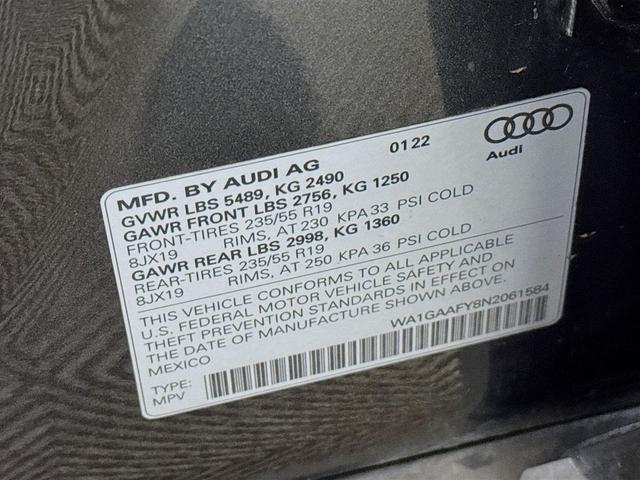 MFD. BY AUDI AG 0122
Audi
GVWR LBS 5489, KG 2490
GAWR FRONT LBS 2756, KG 1250
FRONT-TIRES 235/55 R19
8JX19 RIMS, AT 230 KPA 33 PSI COLD
GAWR REAR LBS 2998, KG 1360
REAR-TIRES 235/55 R19
8JX19 RIMS, AT 250 KPA 36 PSI COLD
THIS VEHICLE CONFORMS TO ALL APPLICABLE
U.S. FEDERAL MOTOR VEHICLE SAFETY AND
THEFT PREVENTION STANDARDS IN EFFECT ON
THE DATE OF MANUFACTURE SHOWN ABOVE.
MEXICO WA1GAAFY8N2061584
TYPE:
MPV